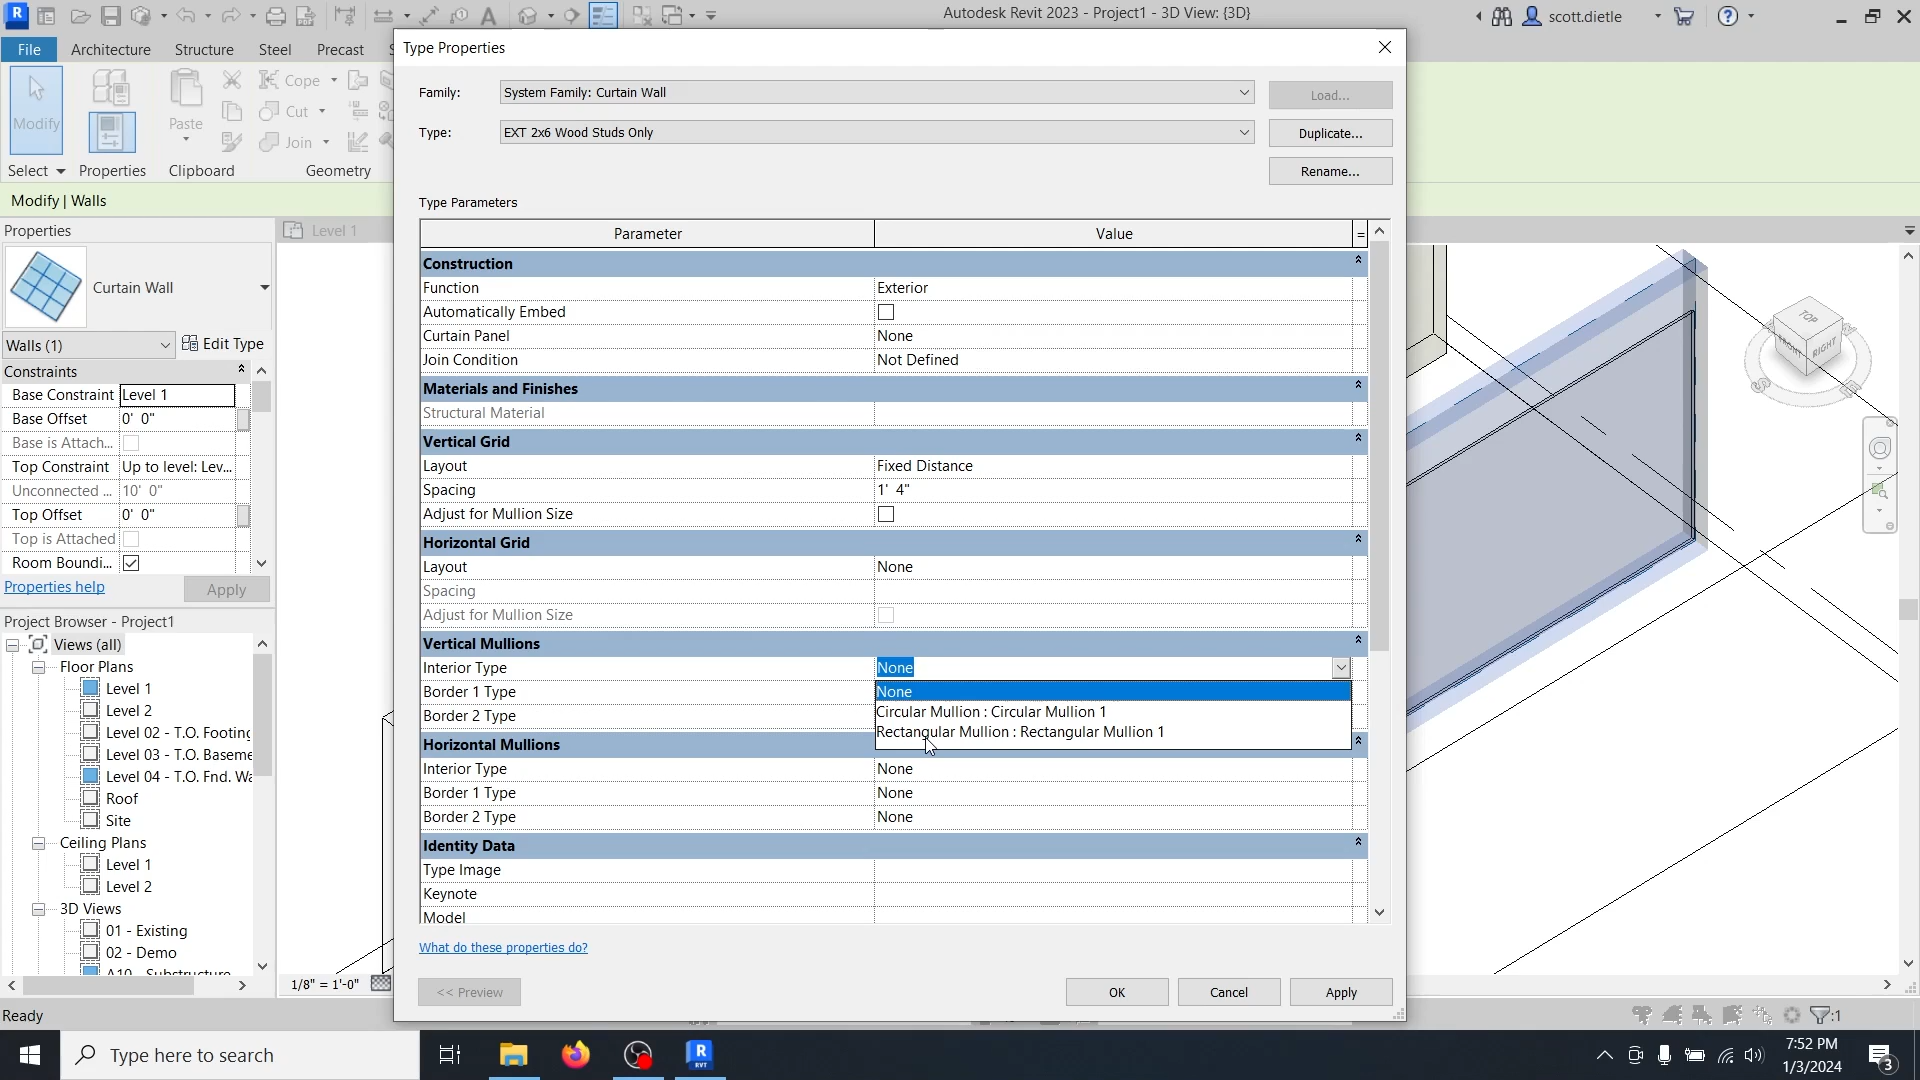 Autodesk Revit 2023 - Project1 - 3D View: {3D}
scott.dietle
File
Architecture
Structure
Steel
Precast
Modify
Paste
Cope
Cut
Join
Select
Properties
Clipboard
Geometry
Modify | Walls
Properties
Level 1
Curtain Wall
Walls (1)
Edit Type
Constraints
Base Constraint
Level 1
Base Offset
0' 0"
Base is Attach...
Top Constraint
Up to level: Lev...
Unconnected ...
10' 0"
Top Offset
0' 0"
Top is Attached
Room Boundi...
Properties help
Apply
Project Browser - Project1
Views (all)
Floor Plans
Level 1
Level 2
Level 02 - T.O. Footing
Level 03 - T.O. Baseme
Level 04 - T.O. Fnd. Wa
Roof
Site
Ceiling Plans
Level 1
Level 2
3D Views
01 - Existing
02 - Demo
A10 - Substructure
1/8" = 1'-0"
Ready
Type Properties
Family:
System Family: Curtain Wall
Load...
Type:
EXT 2x6 Wood Studs Only
Duplicate...
Rename...
Type Parameters
Parameter
Value
=
Construction
Function
Exterior
Automatically Embed
Curtain Panel
None
Join Condition
Not Defined
Materials and Finishes
Structural Material
Vertical Grid
Layout
Fixed Distance
Spacing
1' 4"
Adjust for Mullion Size
Horizontal Grid
Layout
None
Spacing
Adjust for Mullion Size
Vertical Mullions
Interior Type
None
Border 1 Type
None
Circular Mullion : Circular Mullion 1
Border 2 Type
Rectangular Mullion : Rectangular Mullion 1
Horizontal Mullions
Interior Type
None
Border 1 Type
None
Border 2 Type
None
Identity Data
Type Image
Keynote
Model
What do these properties do?
<< Preview
OK
Cancel
Apply
TOP
FRONT
RIGHT
:1
Type here to search
R
RVT
7:52 PM
1/3/2024
3